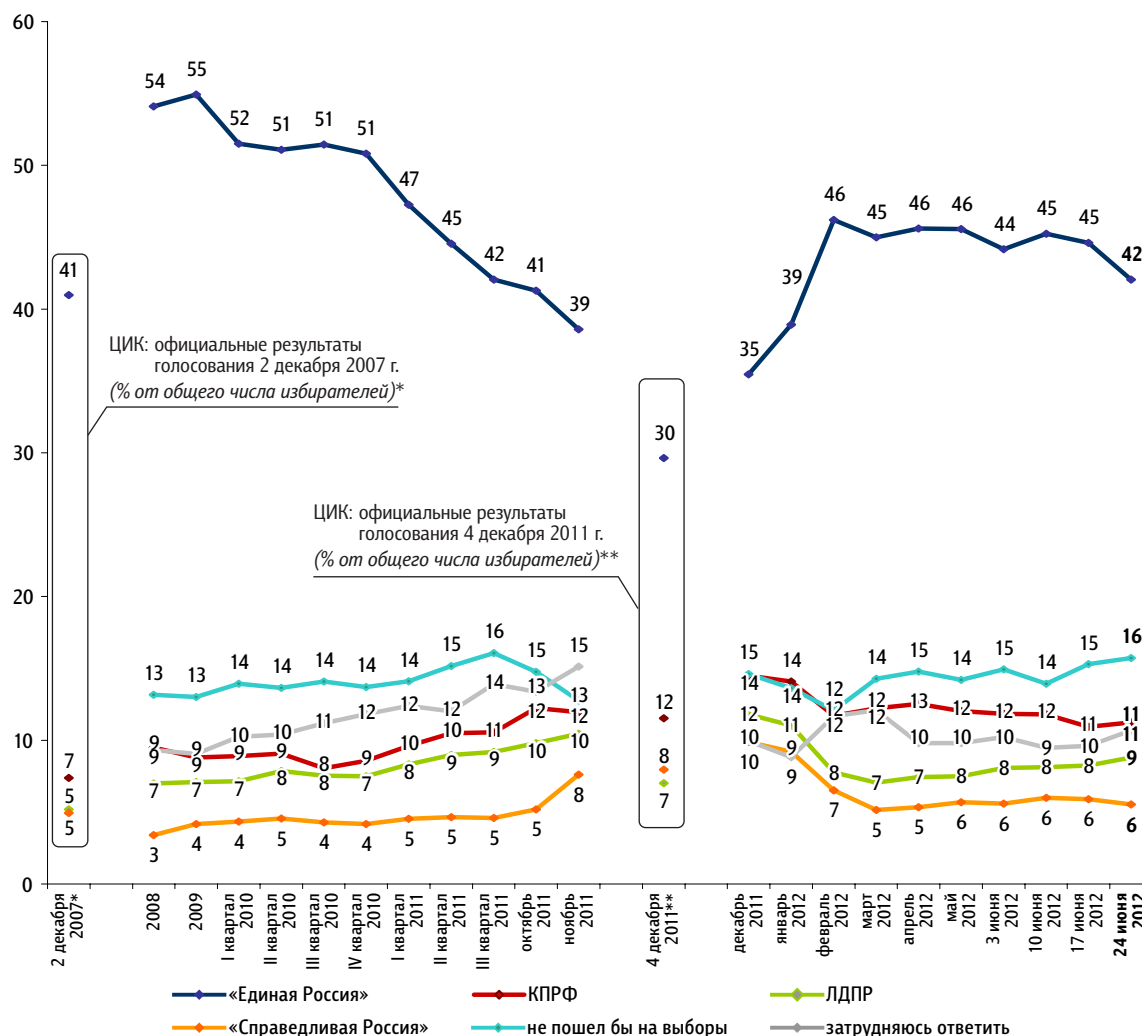 60
50
40
30
20
10
0
54 55 52 51 51 51 47 45 42 41 39
35 39 46 45 46 46 44 45 45 42
41
7
5
5
ЦИК: официальные результаты
голосования 2 декабря 2007 г.
(% от общего числа избирателей)*
30
12
8
7
ЦИК: официальные результаты
голосования 4 декабря 2011 г.
(% от общего числа избирателей)**
13 13 14 14 14 14 14 15 16 15 13
9 9 10 10 11 12 12 12 14 13 15
9 9 9 9 8 9 10 10 11 12 12
7 7 7 8 8 7 8 9 9 10 10
3 4 4 5 4 4 5 5 5 5 8
15 14 12 14 15 14 15 14 15 16
14 14 12 12 13 12 12 12 11 11
10 9 12 12 10 10 10 9 10 11
12 11 8 7 7 8 8 8 8 9
10 9 7 5 5 6 6 6 6 6
2 декабря
2007*
2008
2009
I квартал
2010
II квартал
2010
III квартал
2010
IV квартал
2010
I квартал
2011
II квартал
2011
III квартал
2011
октябрь
2011
ноябрь
2011
4 декабря
2011**
декабрь
2011
январь
2012
февраль
2012
март
2012
апрель
2012
май
2012
3 июня
2012
10 июня
2012
17 июня
2012
24 июня
2012
«Единая Россия» КПРФ ЛДПР
«Справедливая Россия» не пошел бы на выборы затрудняюсь ответить